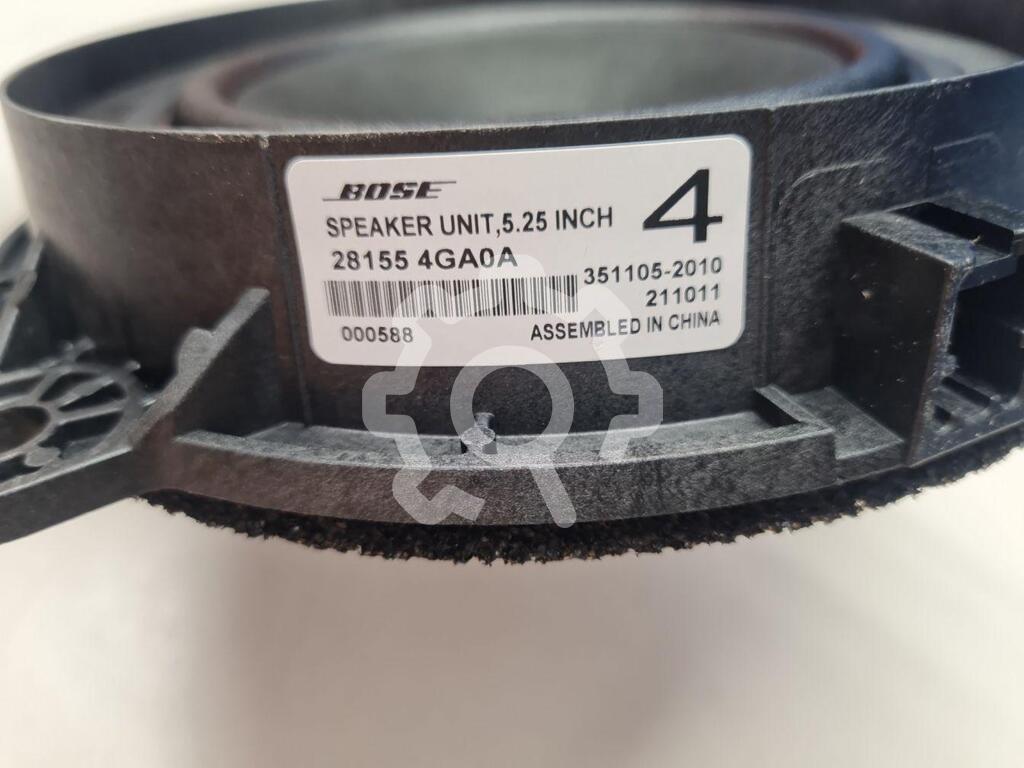 BOSE
SPEAKER UNIT,5.25 INCH 4
28155 4GA0A
351105-2010
211011
000588 ASSEMBLED IN CHINA